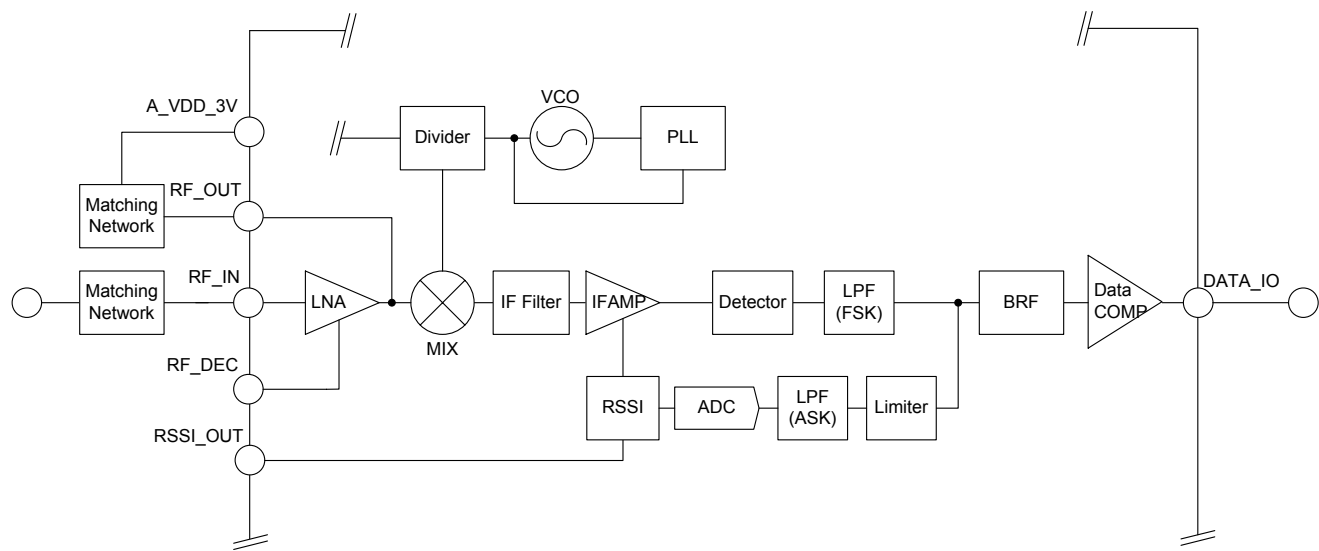 A_VDD_3V
VCO
Divider
PLL
RF_OUT
Matching
Network
RF_IN
Matching
Network
LNA
MIX
IF Filter
IFAMP
Detector
LPF
(FSK)
BRF
Data
COMP
DATA_IO
RF_DEC
RSSI
ADC
LPF
(ASK)
Limiter
RSSI_OUT